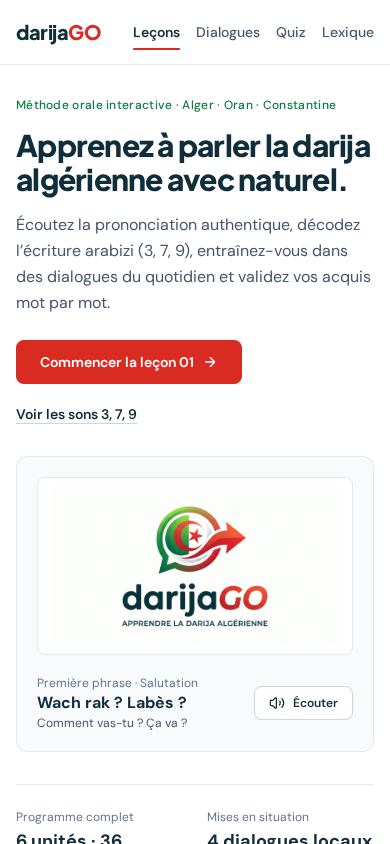 darijaGO
Leçons Dialogues Quiz Lexique
Méthode orale interactive · Alger · Oran · Constantine
Apprenez à parler la darija
algérienne avec naturel.
Écoutez la prononciation authentique, décodez
l’écriture arabizi (3, 7, 9), entraînez-vous dans
des dialogues du quotidien et validez vos acquis
mot par mot.
Commencer la leçon 01 →
Voir les sons 3, 7, 9
darijaGO
APPRENDRE LA DARIJA ALGÉRIENNE
Première phrase · Salutation
Wach rak ? Labès ?
Comment vas-tu ? Ça va ?
Écouter
Programme complet
6 unités · 36
Mises en situation
4 dialogues locaux